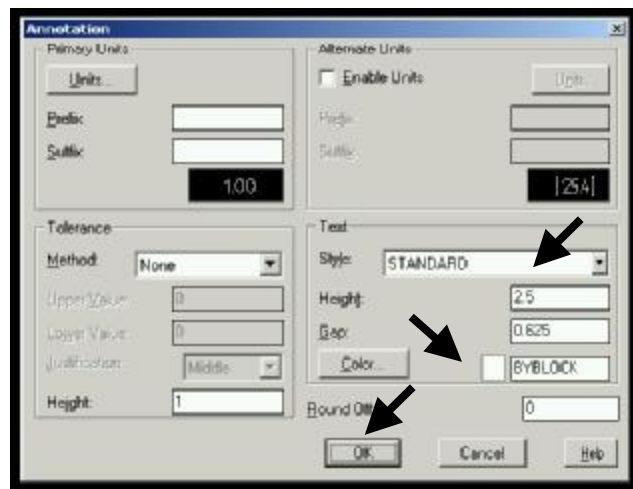 Annotation
Primary Units
Units...
Prefix:
Suffix:
1.00
Alternate Units
Enable Units
Units...
Prefix:
Suffix:
[25.4]
Tolerance
Method: None
Upper Value: 0
Lower Value: 0
Justification: Middle
Height: 1
Text
Style: STANDARD
Height: 2.5
Gap: 0.625
Color... BYBLOCK
Round Off: 0
OK Cancel Help